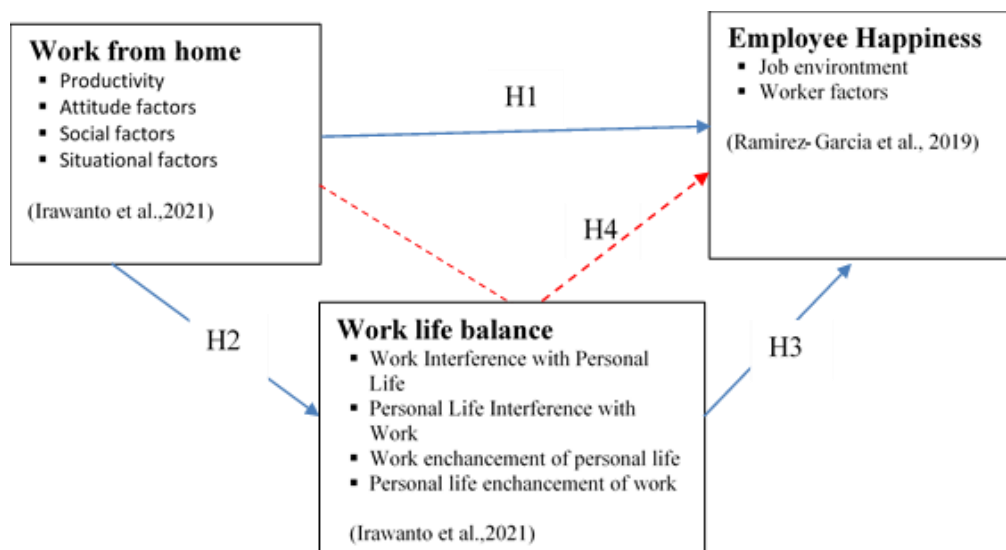 Work from home
▪ Productivity
▪ Attitude factors
▪ Social factors
▪ Situational factors
(Irawanto et al.,2021)
H1
Employee Happiness
▪ Job environtment
▪ Worker factors
(Ramirez-Garcia et al., 2019)
H4
H2
Work life balance
▪ Work Interference with Personal
Life
▪ Personal Life Interference with
Work
▪ Work enchancement of personal life
▪ Personal life enchancement of work
(Irawanto et al.,2021)
H3